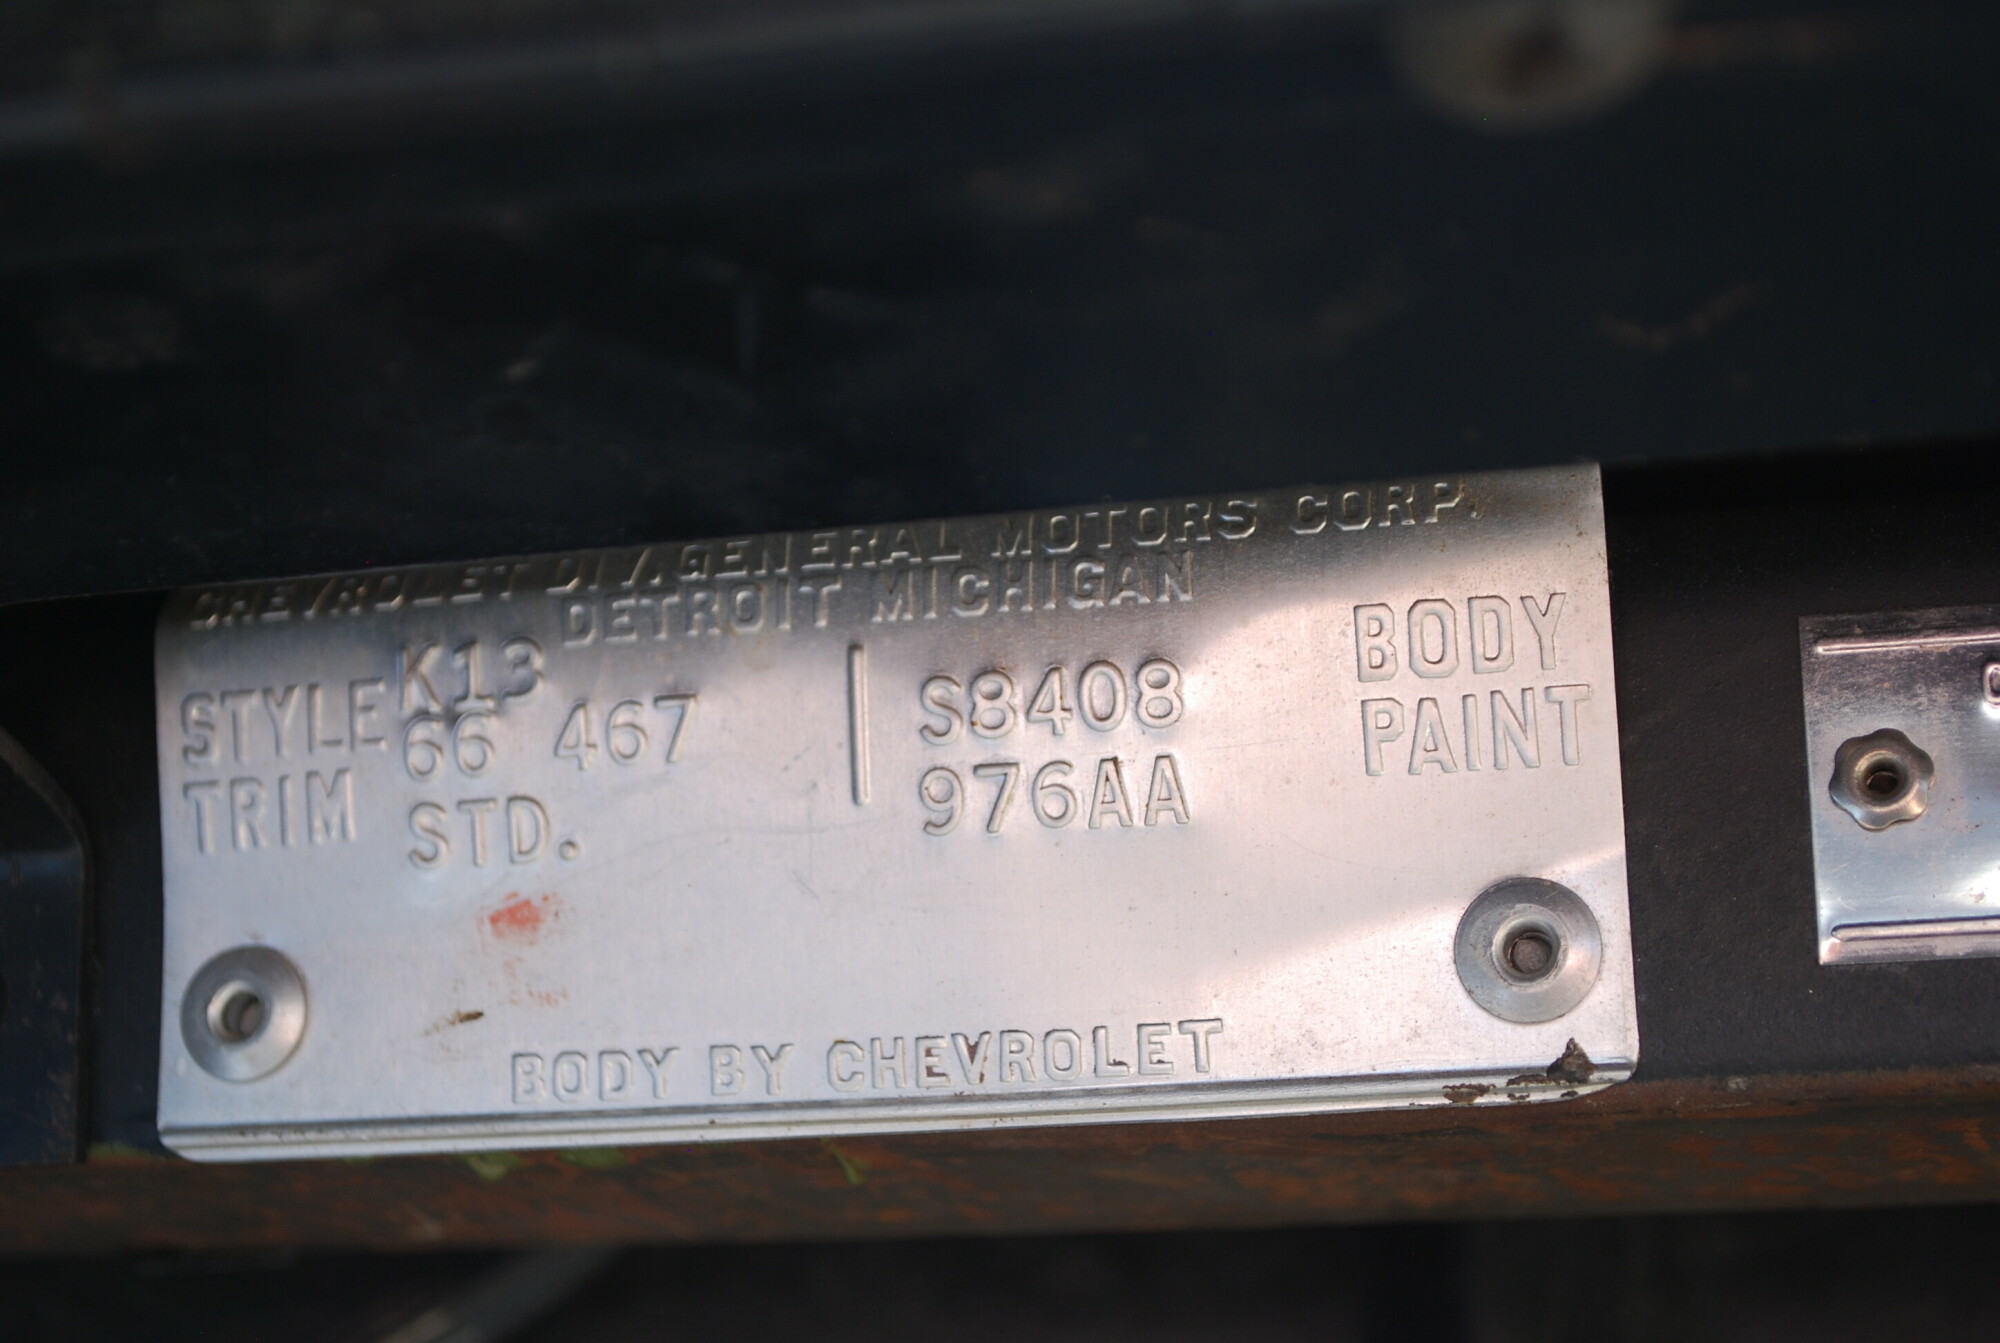 CHEVROLET DIV. GENERAL MOTORS CORP.
DETROIT MICHIGAN
K13
STYLE 66 467 S8408 BODY
TRIM STD. 976AA PAINT
BODY BY CHEVROLET